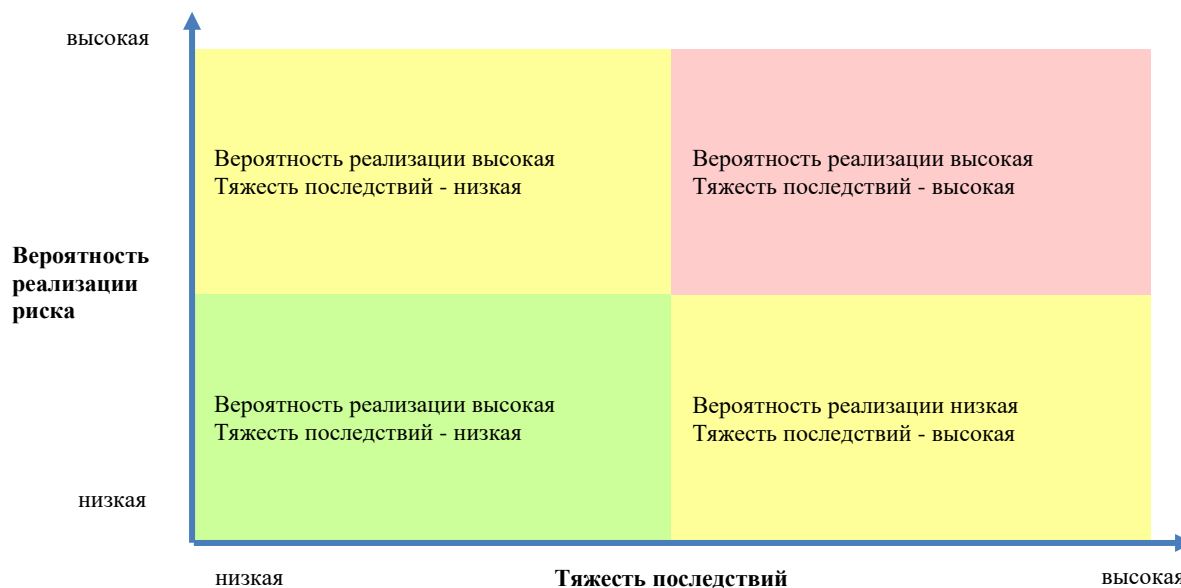 высокая
Вероятность реализации высокая
Тяжесть последствий - низкая
Вероятность реализации высокая
Тяжесть последствий - высокая
Вероятность
реализации
риска
Вероятность реализации высокая
Тяжесть последствий - низкая
Вероятность реализации низкая
Тяжесть последствий - высокая
низкая
низкая
Тяжесть последствий
высокая